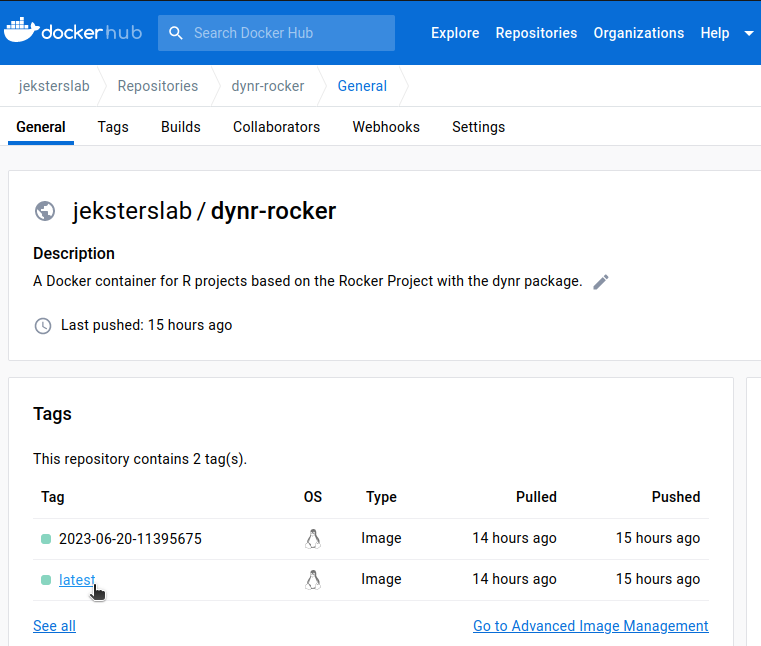 dockerhub Search Docker Hub Explore Repositories Organizations Help
jeksterslab Repositories dynr-rocker General
General Tags Builds Collaborators Webhooks Settings
jeksterslab / dynr-rocker
Description
A Docker container for R projects based on the Rocker Project with the dynr package.
Last pushed: 15 hours ago
Tags
This repository contains 2 tag(s).
Tag OS Type Pulled Pushed
2023-06-20-11395675 Image 14 hours ago 15 hours ago
latest Image 14 hours ago 15 hours ago
See all Go to Advanced Image Management